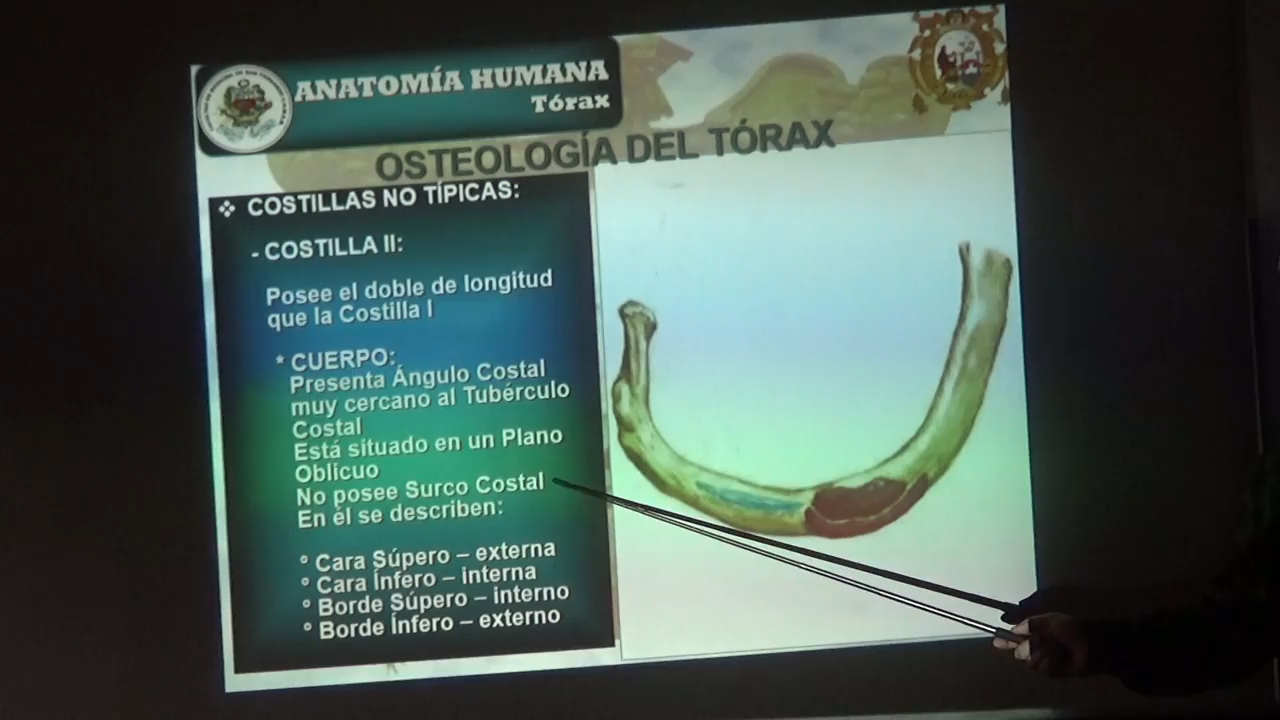 ANATOMÍA HUMANA
Tórax
OSTEOLOGÍA DEL TÓRAX
❖ COSTILLAS NO TÍPICAS:
- COSTILLA II:
Posee el doble de longitud
que la Costilla I
* CUERPO:
Presenta Ángulo Costal
muy cercano al Tubérculo
Costal
Está situado en un Plano
Oblicuo
No posee Surco Costal
En él se describen:
° Cara Súpero – externa
° Cara Ínfero – interna
° Borde Súpero – interno
° Borde Ínfero – externo